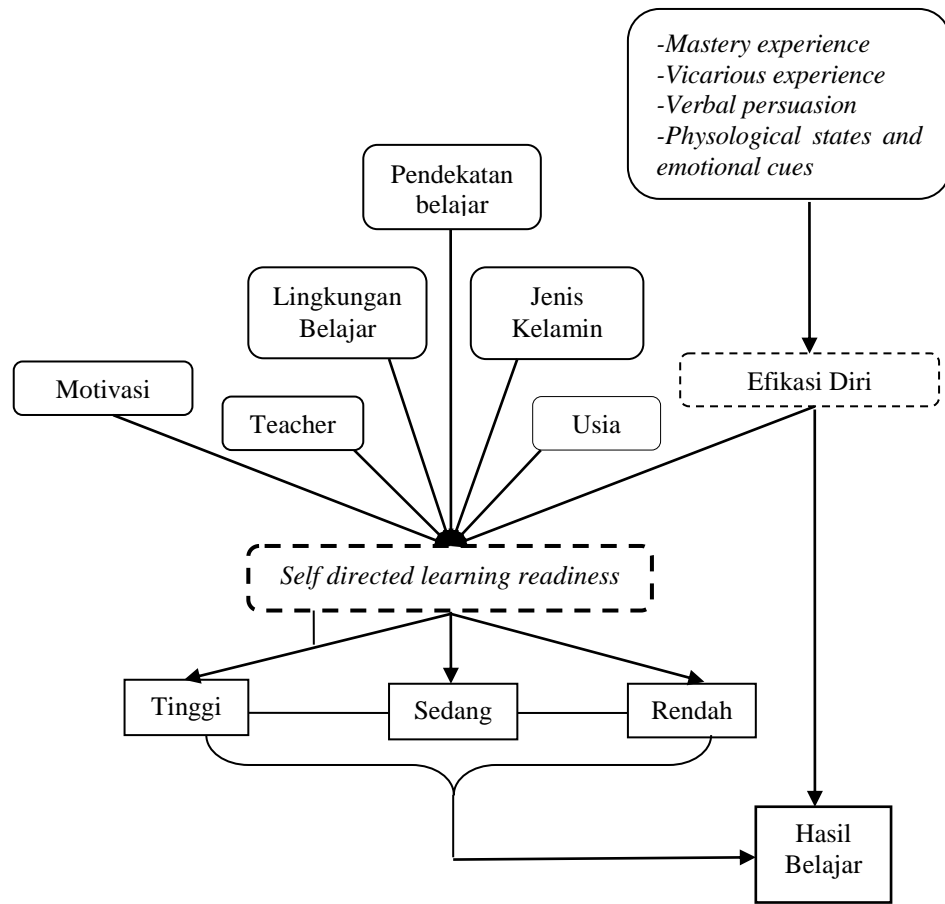 -Mastery experience
-Vicarious experience
-Verbal persuasion
-Physological states and
emotional cues
Pendekatan
belajar
Lingkungan
Belajar
Jenis
Kelamin
Motivasi
Efikasi Diri
Teacher
Usia
Self directed learning readiness
Tinggi
Sedang
Rendah
Hasil
Belajar